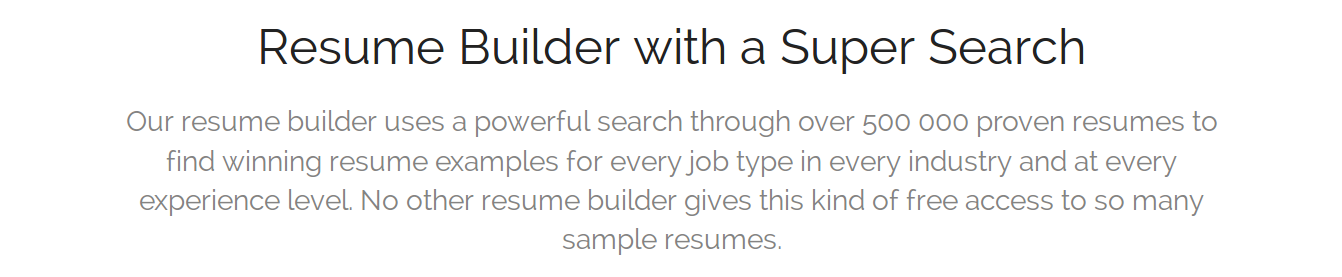 Resume Builder with a Super Search
Our resume builder uses a powerful search through over 500 000 proven resumes to
find winning resume examples for every job type in every industry and at every
experience level. No other resume builder gives this kind of free access to so many
sample resumes.